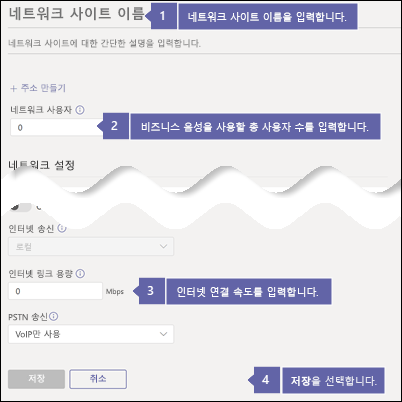 네트워크 사이트 이름
1 네트워크 사이트 이름을 입력합니다.
네트워크 사이트에 대한 간단한 설명을 입력합니다.
+ 주소 만들기
네트워크 사용자
0
2 비즈니스 음성을 사용할 총 사용자 수를 입력합니다.
네트워크 설정
인터넷 송신
로컬
인터넷 링크 용량
0 Mbps
3 인터넷 연결 속도를 입력합니다.
PSTN 송신
VoIP만 사용
저장 취소
4 저장을 선택합니다.